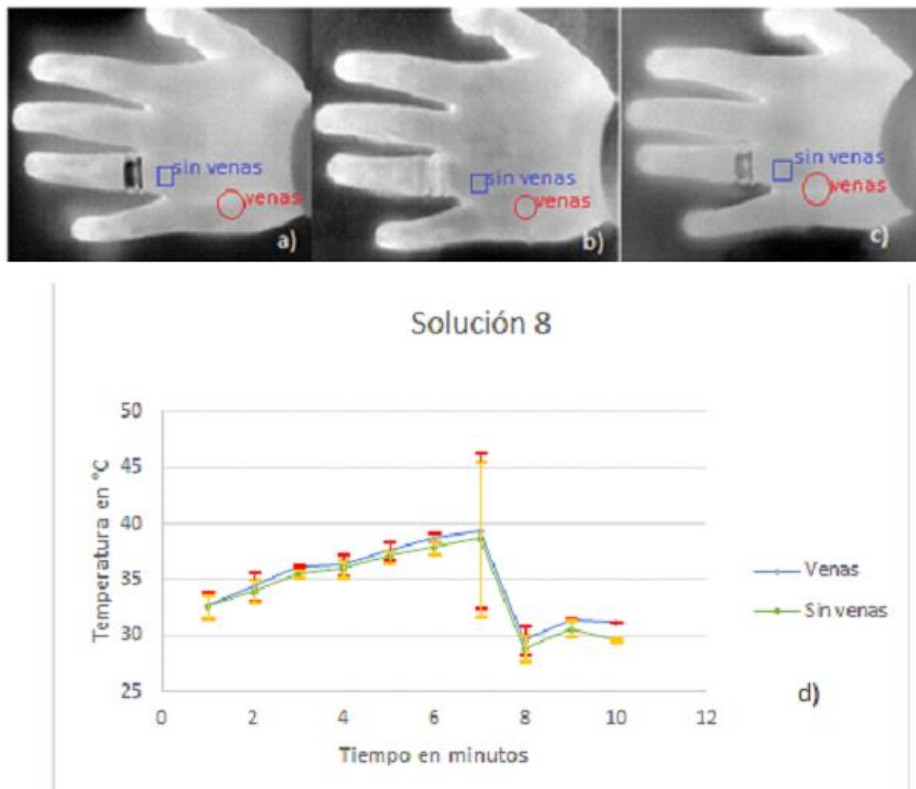 sin venas
venas
a)
sin venas
venas
b)
sin venas
venas
c)
Solución 8
Temperatura en °C
50
45
40
35
30
25
0
2
4
6
8
10
12
Tiempo en minutos
Venas
Sin venas
d)